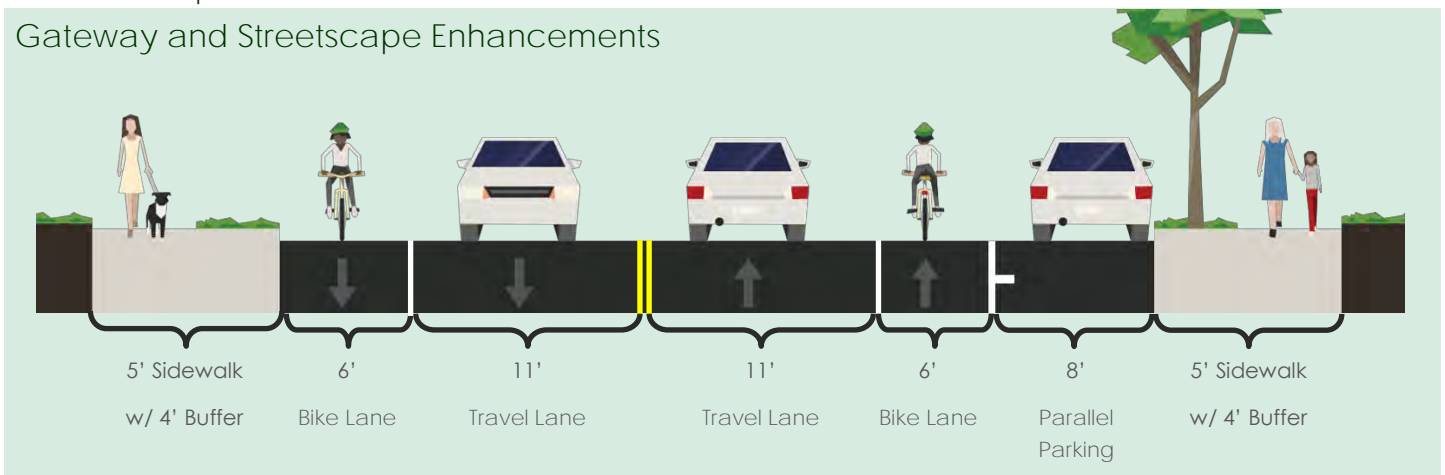 Gateway and Streetscape Enhancements
5’ Sidewalk
w/ 4’ Buffer
6’
Bike Lane
11’
Travel Lane
11’
Travel Lane
6’
Bike Lane
8’
Parallel
Parking
5’ Sidewalk
w/ 4’ Buffer